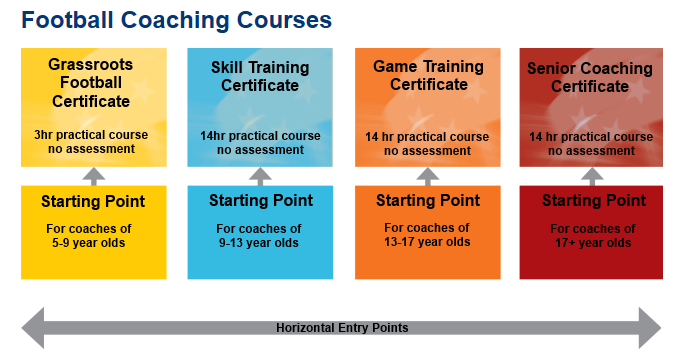 Football Coaching Courses
Grassroots
Football
Certificate
3hr practical course
no assessment
Skill Training
Certificate
14hr practical course
no assessment
Game Training
Certificate
14 hr practical course
no assessment
Senior Coaching
Certificate
14 hr practical course
no assessment
Starting Point
For coaches of
5-9 year olds
Starting Point
For coaches of
9-13 year olds
Starting Point
For coaches of
13-17 year olds
Starting Point
For coaches of
17+ year olds
Horizontal Entry Points